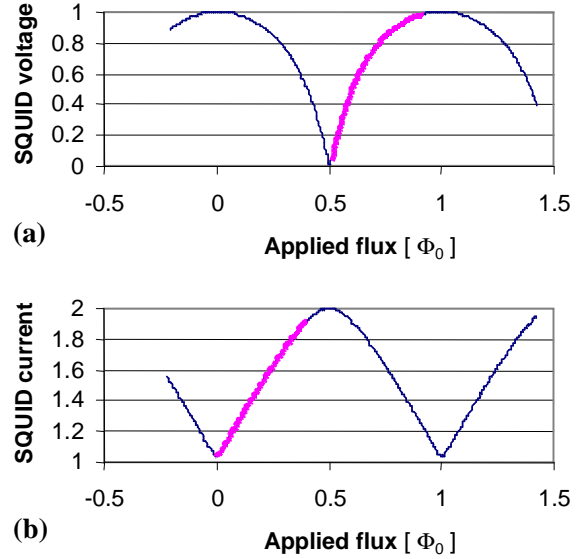 SQUID voltage
1
0.8
0.6
0.4
0.2
0
-0.5 0 0.5 1 1.5
(a)
Applied flux [ Φ0 ]
SQUID current
2
1.8
1.6
1.4
1.2
1
-0.5 0 0.5 1 1.5
(b)
Applied flux [ Φ0 ]